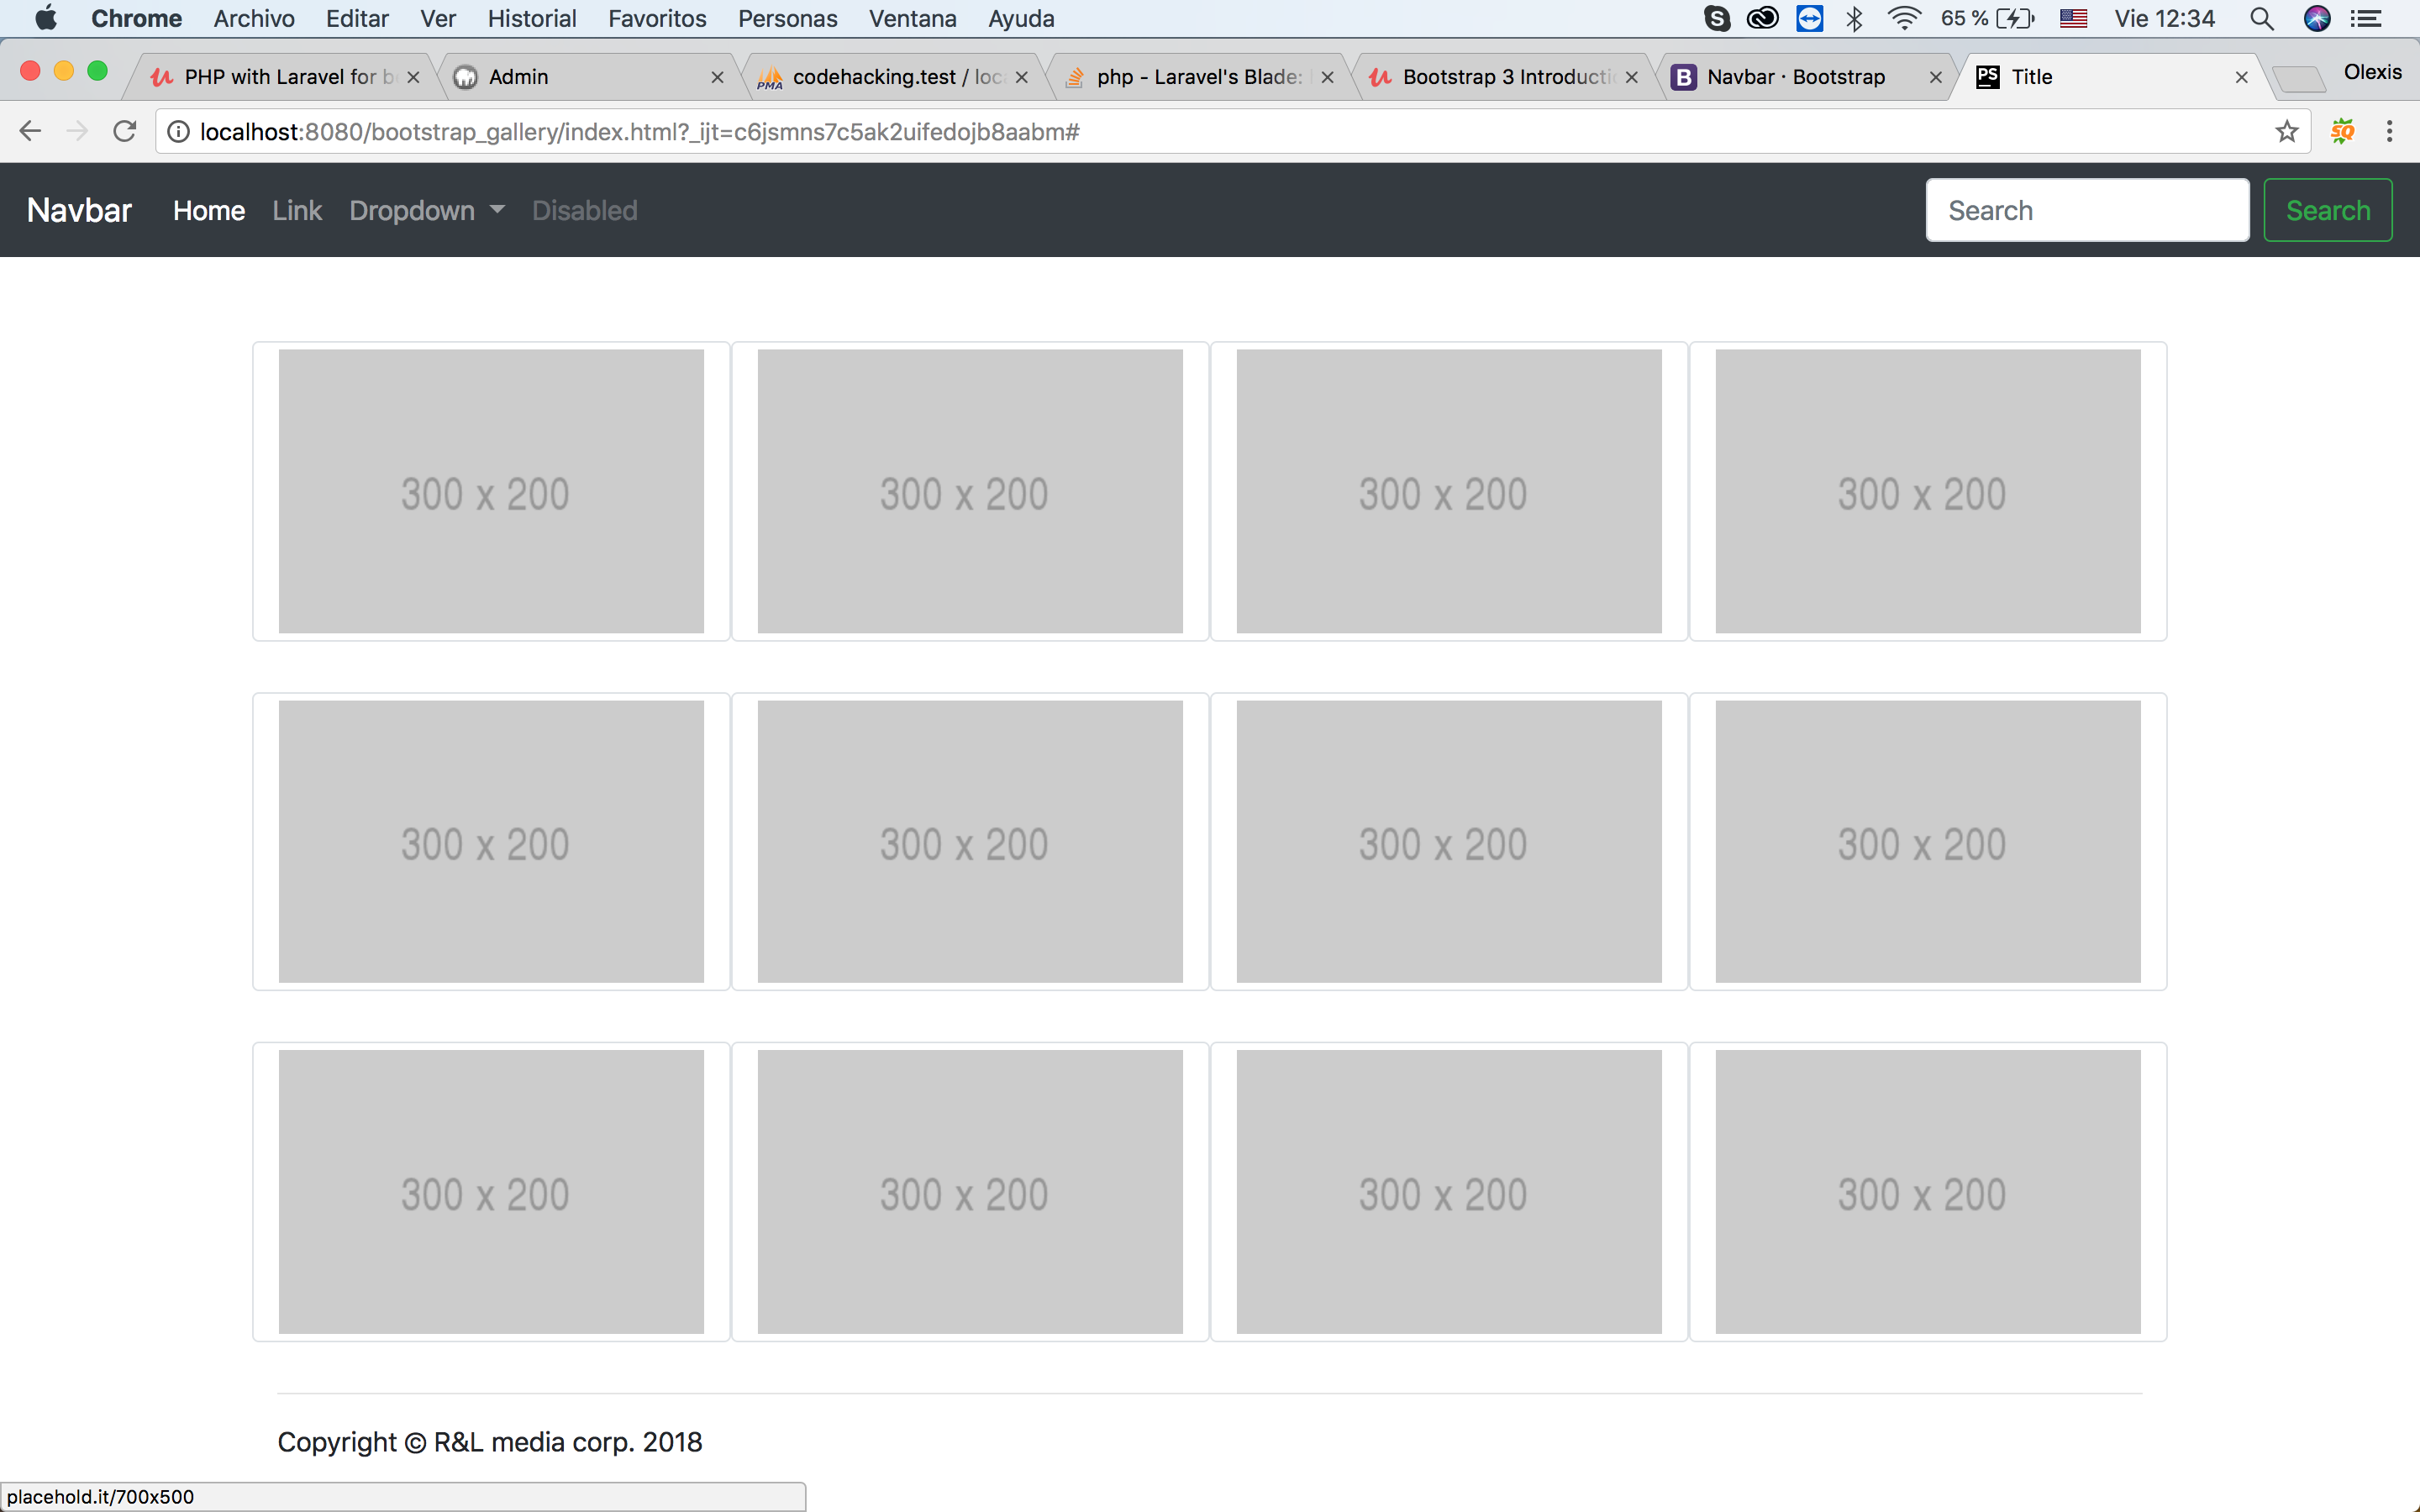 Chrome Archivo Editar Ver Historial Favoritos Personas Ventana Ayuda 65 % Vie 12:34
PHP with Laravel for b Admin codehacking.test / loc php - Laravel's Blade: Bootstrap 3 Introducti Navbar · Bootstrap PS Title Olexis
localhost:8080/bootstrap_gallery/index.html?_ijt=c6jsmns7c5ak2uifedojb8aabm#
Navbar Home Link Dropdown Disabled Search Search
300 x 200 300 x 200 300 x 200 300 x 200
300 x 200 300 x 200 300 x 200 300 x 200
300 x 200 300 x 200 300 x 200 300 x 200
Copyright © R&L media corp. 2018
placehold.it/700x500